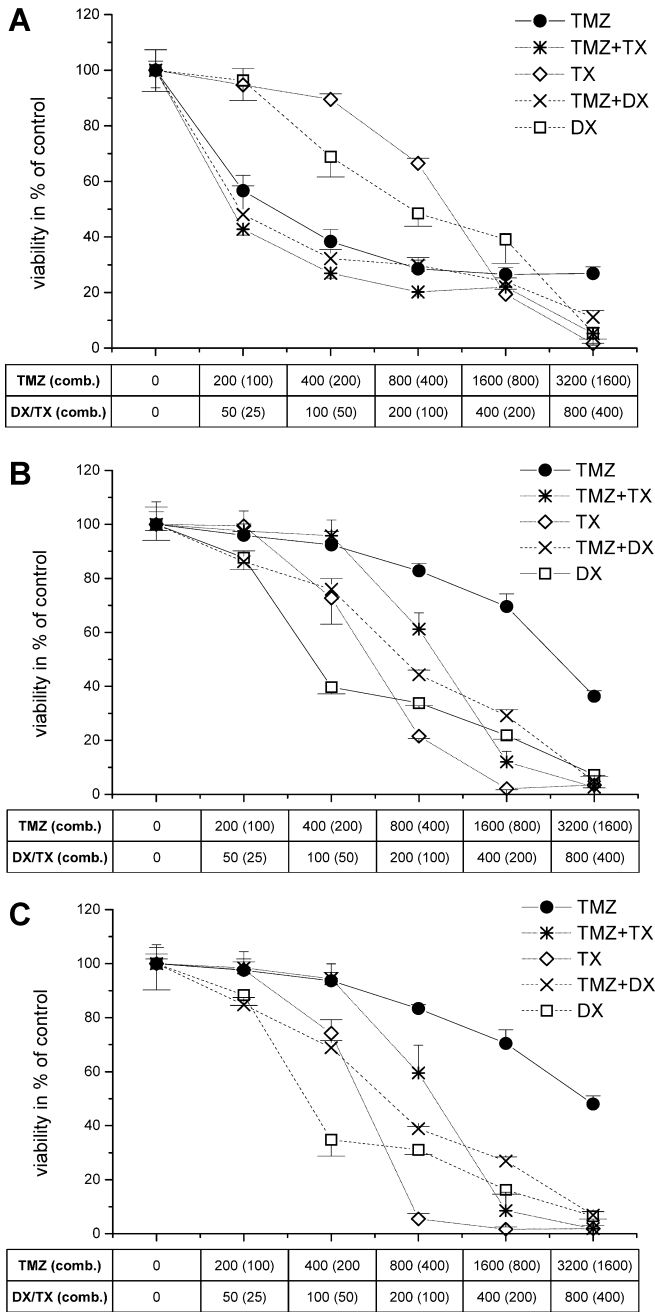 A
120
100
80
60
40
20
0
viability in % of control
TMZ
TMZ+TX
TX
TMZ+DX
DX
TMZ (comb.) 0 200 (100) 400 (200) 800 (400) 1600 (800) 3200 (1600)
DX/TX (comb.) 0 50 (25) 100 (50) 200 (100) 400 (200) 800 (400)
B
120
100
80
60
40
20
0
viability in % of control
TMZ
TMZ+TX
TX
TMZ+DX
DX
TMZ (comb.) 0 200 (100) 400 (200) 800 (400) 1600 (800) 3200 (1600)
DX/TX (comb.) 0 50 (25) 100 (50) 200 (100) 400 (200) 800 (400)
C
120
100
80
60
40
20
0
viability in % of control
TMZ
TMZ+TX
TX
TMZ+DX
DX
TMZ (comb.) 0 200 (100) 400 (200 800 (400) 1600 (800) 3200 (1600)
DX/TX (comb.) 0 50 (25) 100 (50) 200 (100) 400 (200) 800 (400)